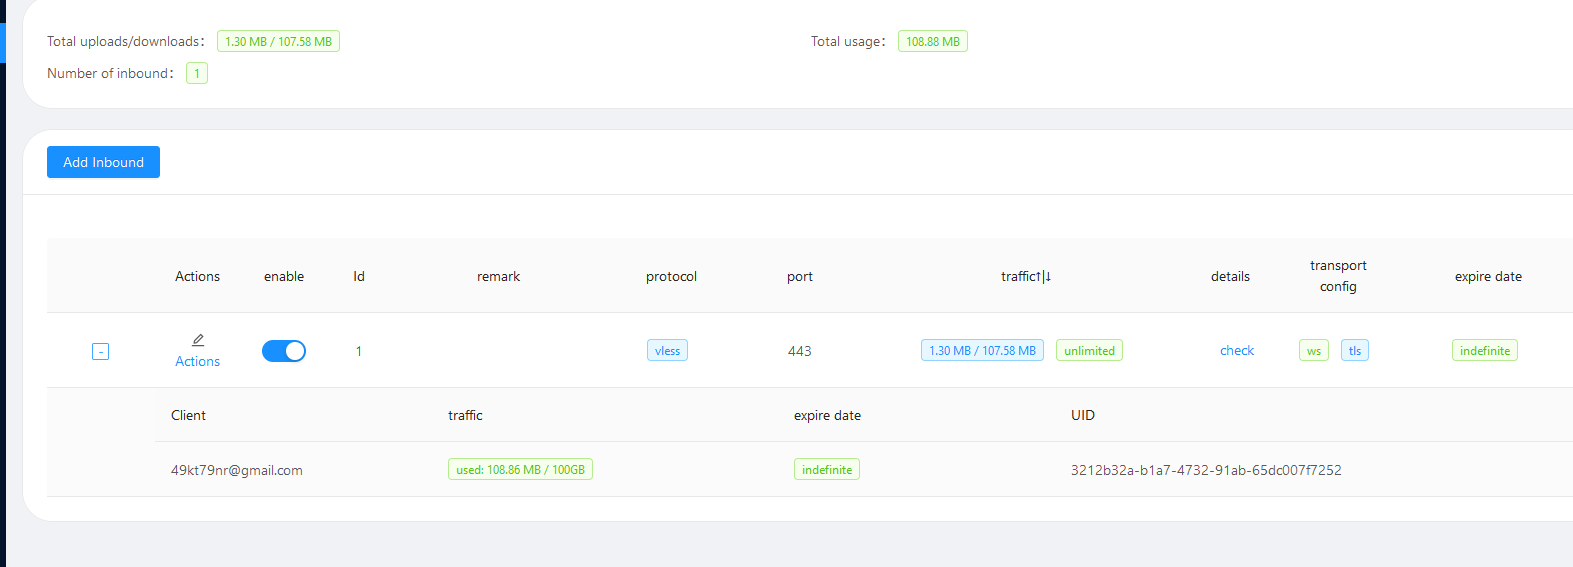 Total uploads/downloads: 1.30 MB / 107.58 MB Total usage: 108.88 MB
Number of inbound: 1
Add Inbound
Actions enable Id remark protocol port traffic↑|↓ details transport config expire date
- Actions 1 vless 443 1.30 MB / 107.58 MB unlimited check ws tls indefinite
Client traffic expire date UID
49kt79nr@gmail.com used: 108.86 MB / 100GB indefinite 3212b32a-b1a7-4732-91ab-65dc007f7252